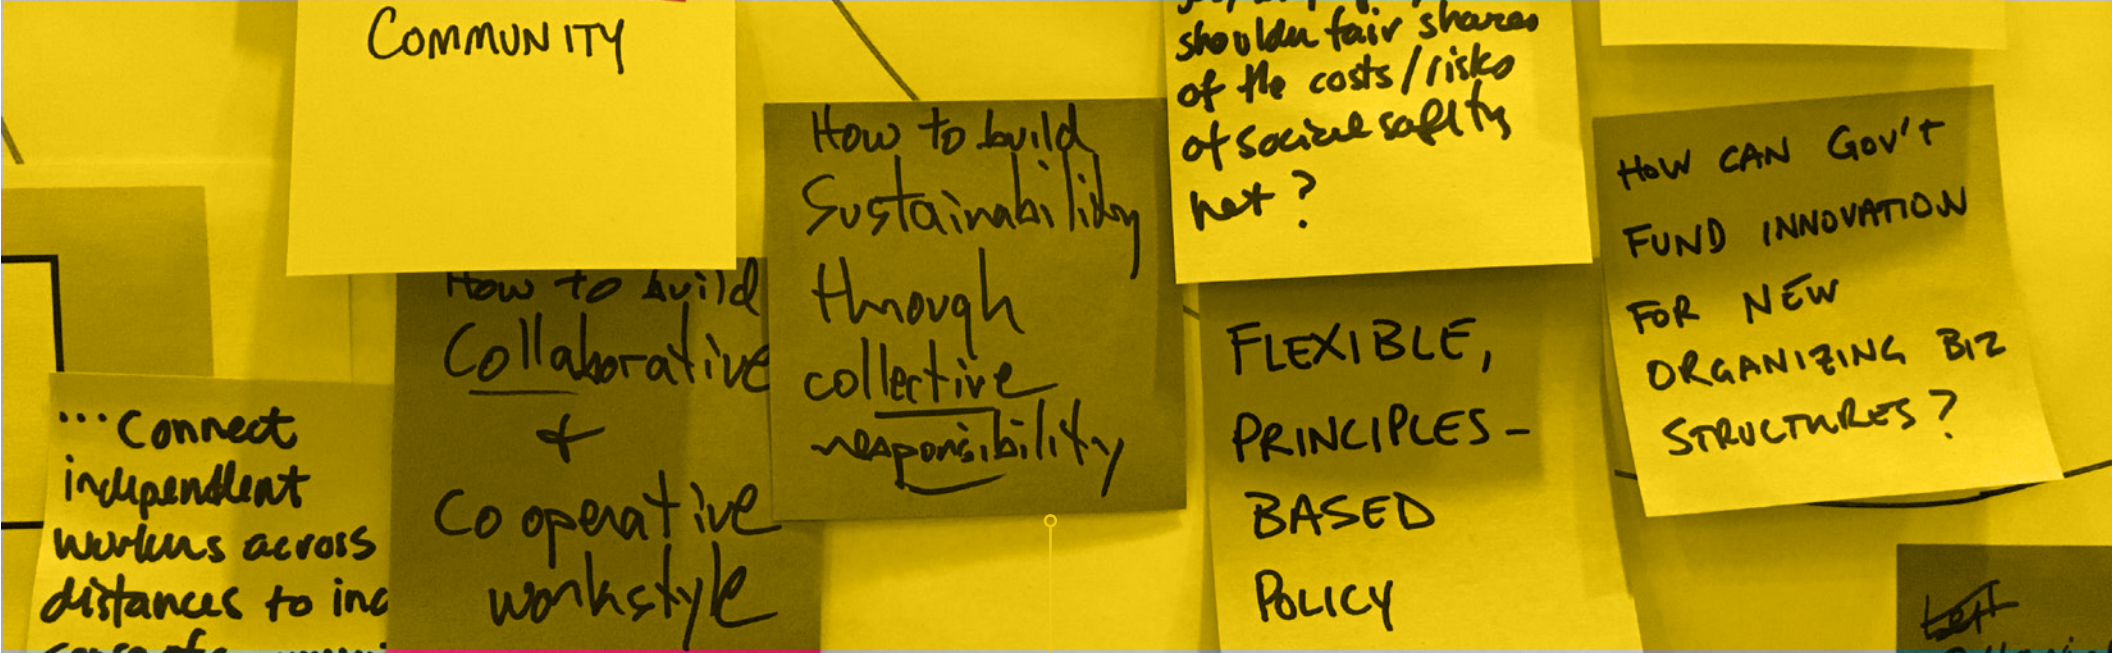 COMMUNITY
How to build
Sustainability
through
collective
responsibility
shoulder fair shares
of the costs/risks
of social safety
net?
HOW CAN GOV'T
FUND INNOVATION
FOR NEW
ORGANIZING BIZ
STRUCTURES?
How to build
Collaborative
+
Cooperative
workstyle
FLEXIBLE,
PRINCIPLES-
BASED
POLICY
...Connect
independent
workers across
distances to inc